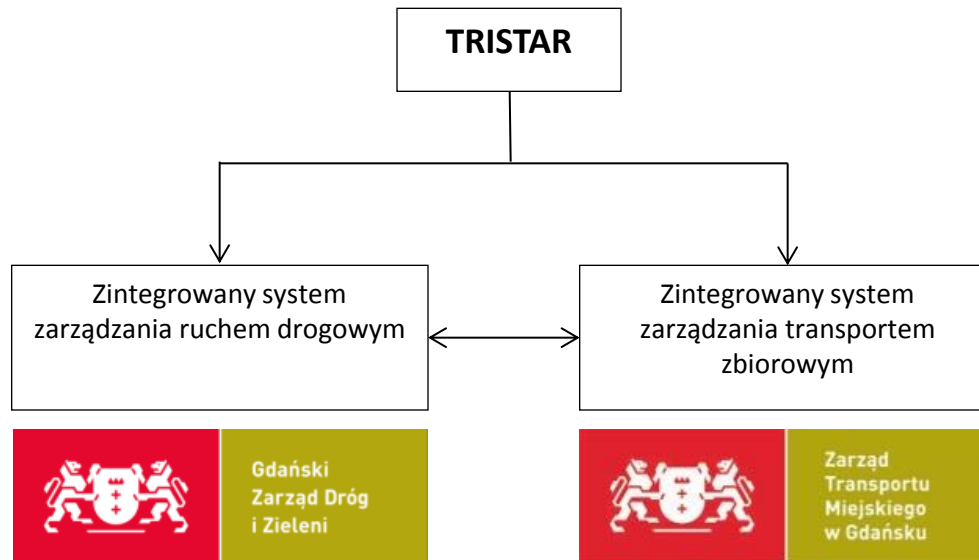 TRISTAR
Zintegrowany system
zarządzania ruchem drogowym
Zintegrowany system
zarządzania transportem
zbiorowym
Gdański
Zarząd Dróg
i Zieleni
Zarząd
Transportu
Miejskiego
w Gdańsku